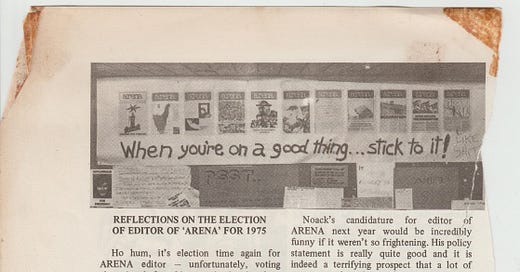 When you're on a good thing...stick to it!
PSST..
REFLECTIONS ON THE ELECTION
OF EDITOR OF 'ARENA' FOR 1975
Ho hum, it's election time again for
ARENA editor — unfortunately, voting
Noack's candidature for editor of
ARENA next year would be incredibly
funny if it weren't so frightening. His policy
statement is really quite good and it is
indeed a terrifying prospect that a lot of